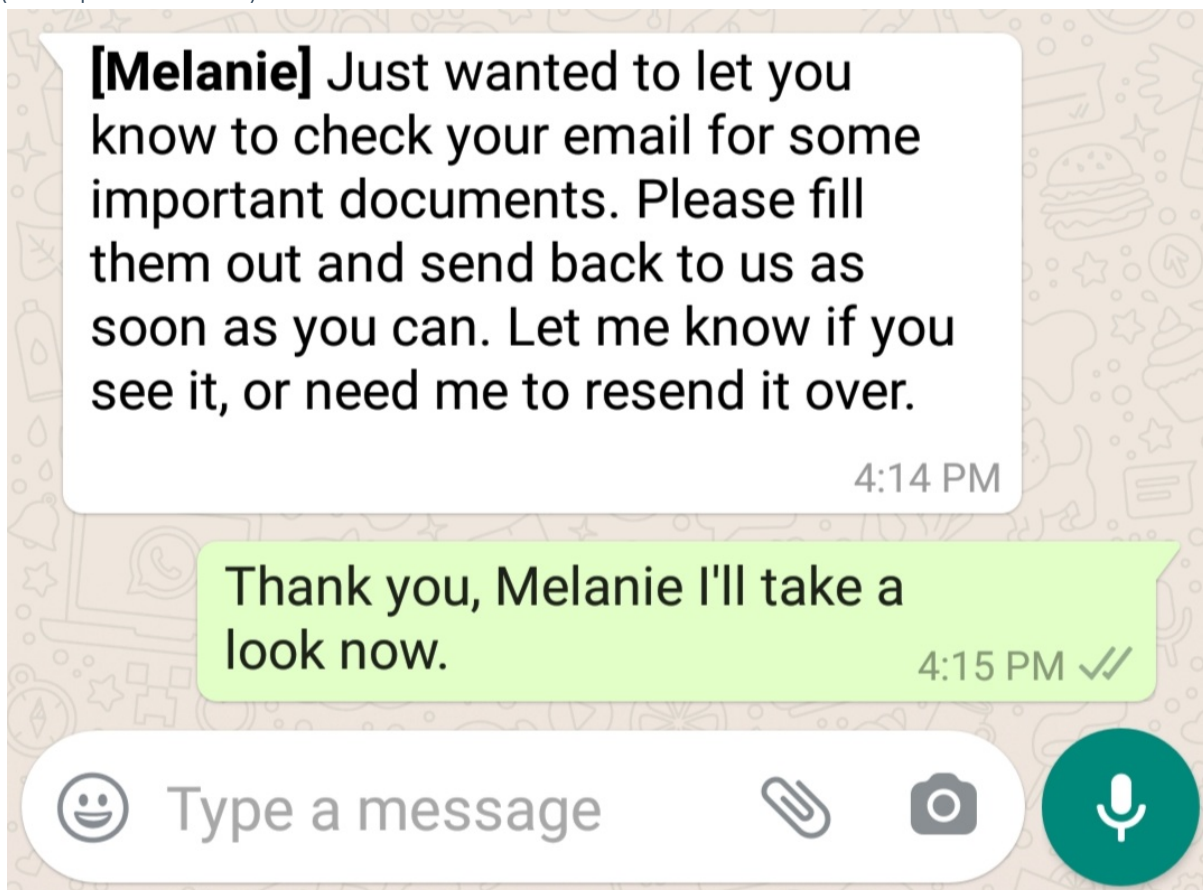 [Melanie] Just wanted to let you
know to check your email for some
important documents. Please fill
them out and send back to us as
soon as you can. Let me know if you
see it, or need me to resend it over.
4:14 PM
Thank you, Melanie I'll take a
look now.
4:15 PM
Type a message